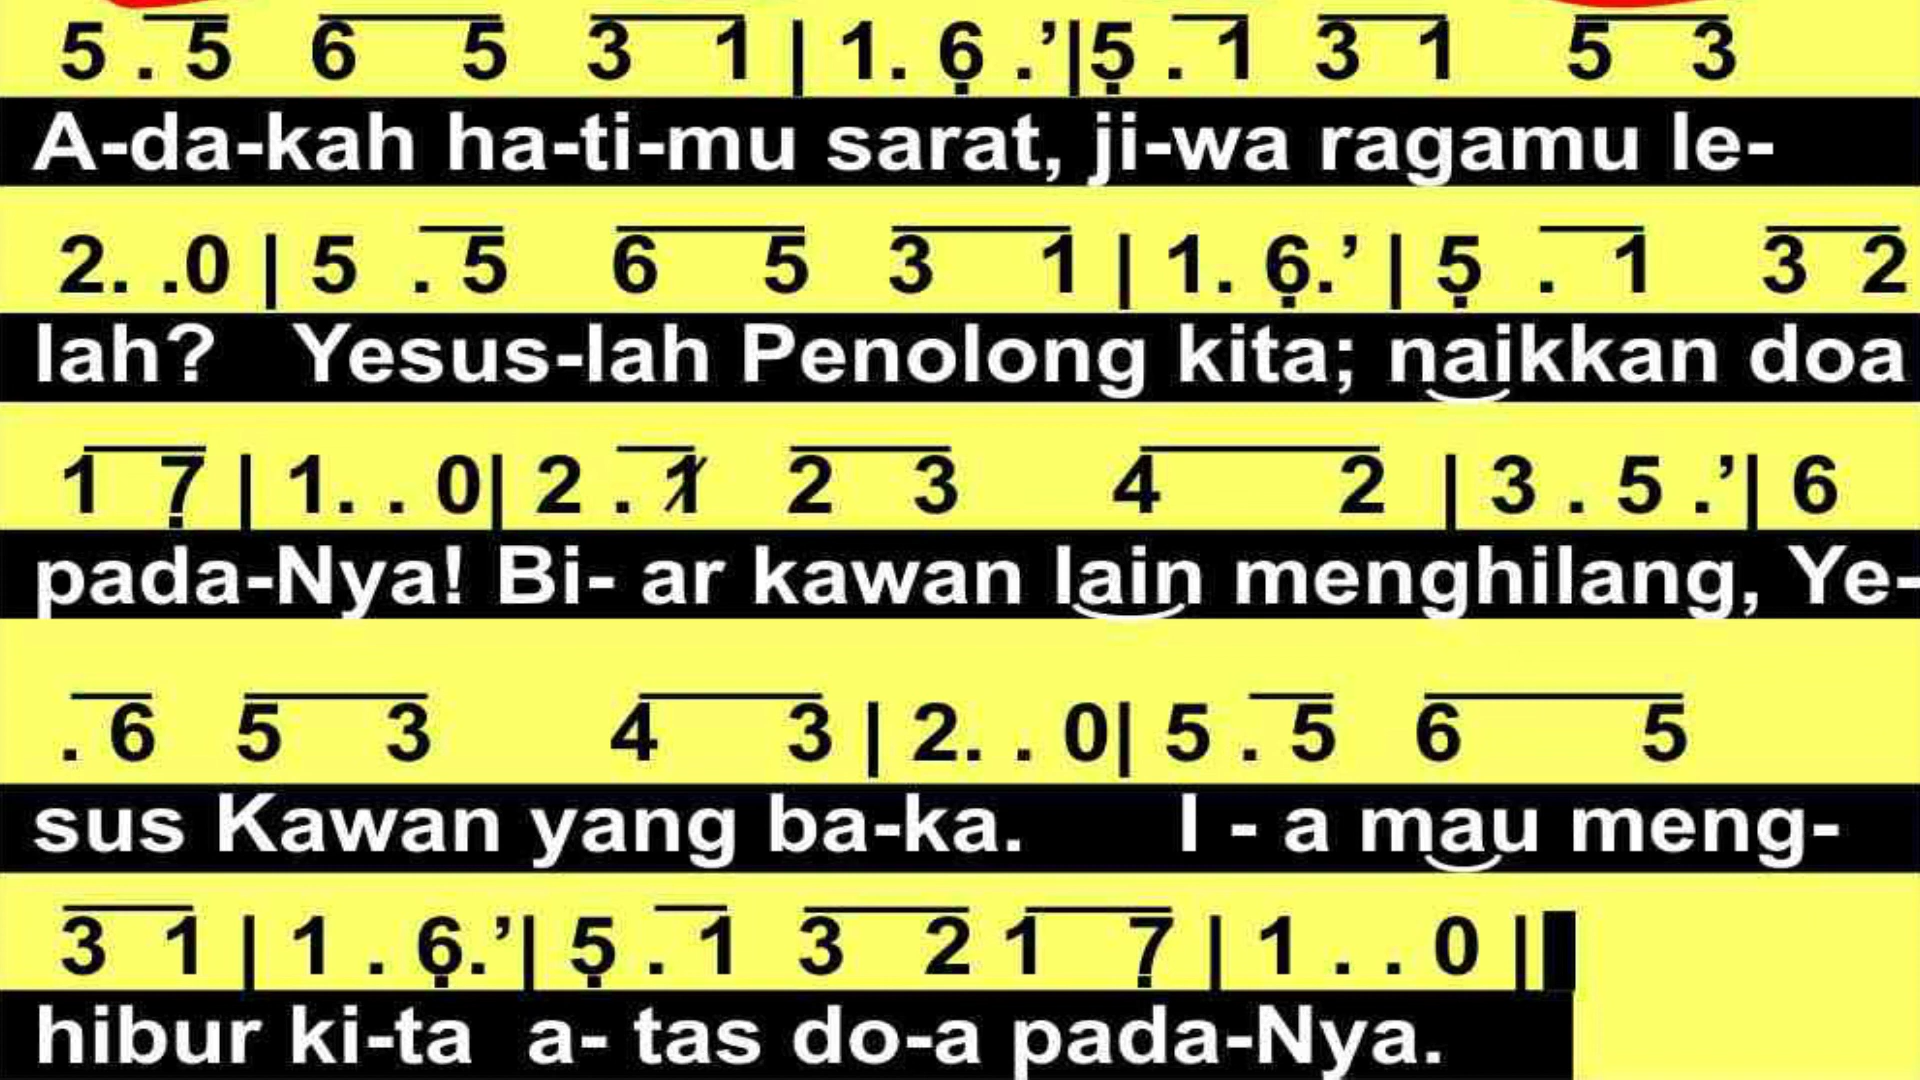 5 . 5 6 5 3 1 | 1. 6̣ .’|5̣ . 1 3 1 5 3
A-da-kah ha-ti-mu sarat, ji-wa ragamu le-
2. .0 | 5 . 5 6 5 3 1 | 1. 6̣.’ | 5̣ . 1 3 2
lah? Yesus-lah Penolong kita; naikkan doa
1 7̣ | 1. . 0| 2 . 1̸ 2 3 4 2 | 3 . 5 .’| 6
pada-Nya! Bi- ar kawan lain menghilang, Ye-
. 6 5 3 4 3 | 2. . 0| 5 . 5 6 5
sus Kawan yang ba-ka. I - a mau meng-
3 1 | 1 . 6̣.’| 5̣ . 1 3 2 1 7̣ | 1 . . 0 ||
hibur ki-ta a- tas do-a pada-Nya.